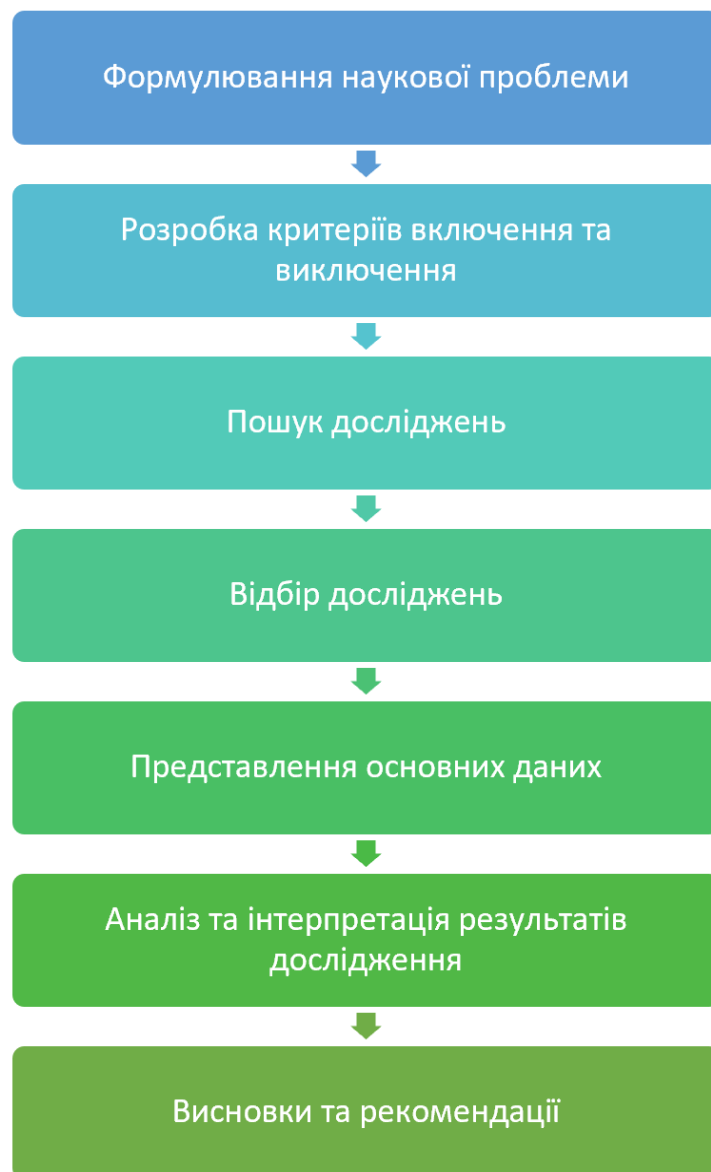 Формулювання наукової проблеми
Розробка критеріїв включення та
виключення
Пошук досліджень
Відбір досліджень
Представлення основних даних
Аналіз та інтерпретація результатів
дослідження
Висновки та рекомендації